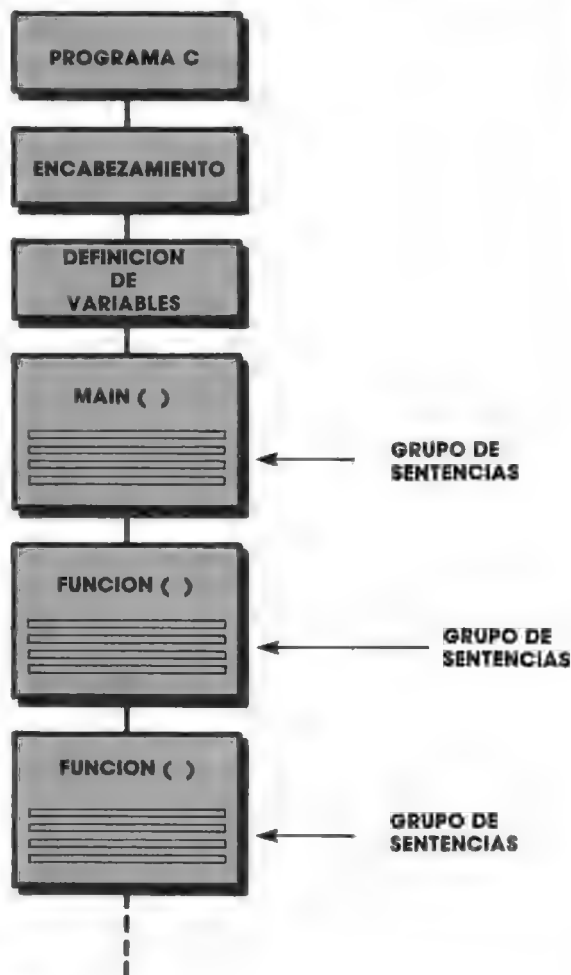 PROGRAMA C
ENCABEZAMIENTO
DEFINICION
DE
VARIABLES
MAIN ( )
GRUPO DE
SENTENCIAS
FUNCION ( )
GRUPO DE
SENTENCIAS
FUNCION ( )
GRUPO DE
SENTENCIAS